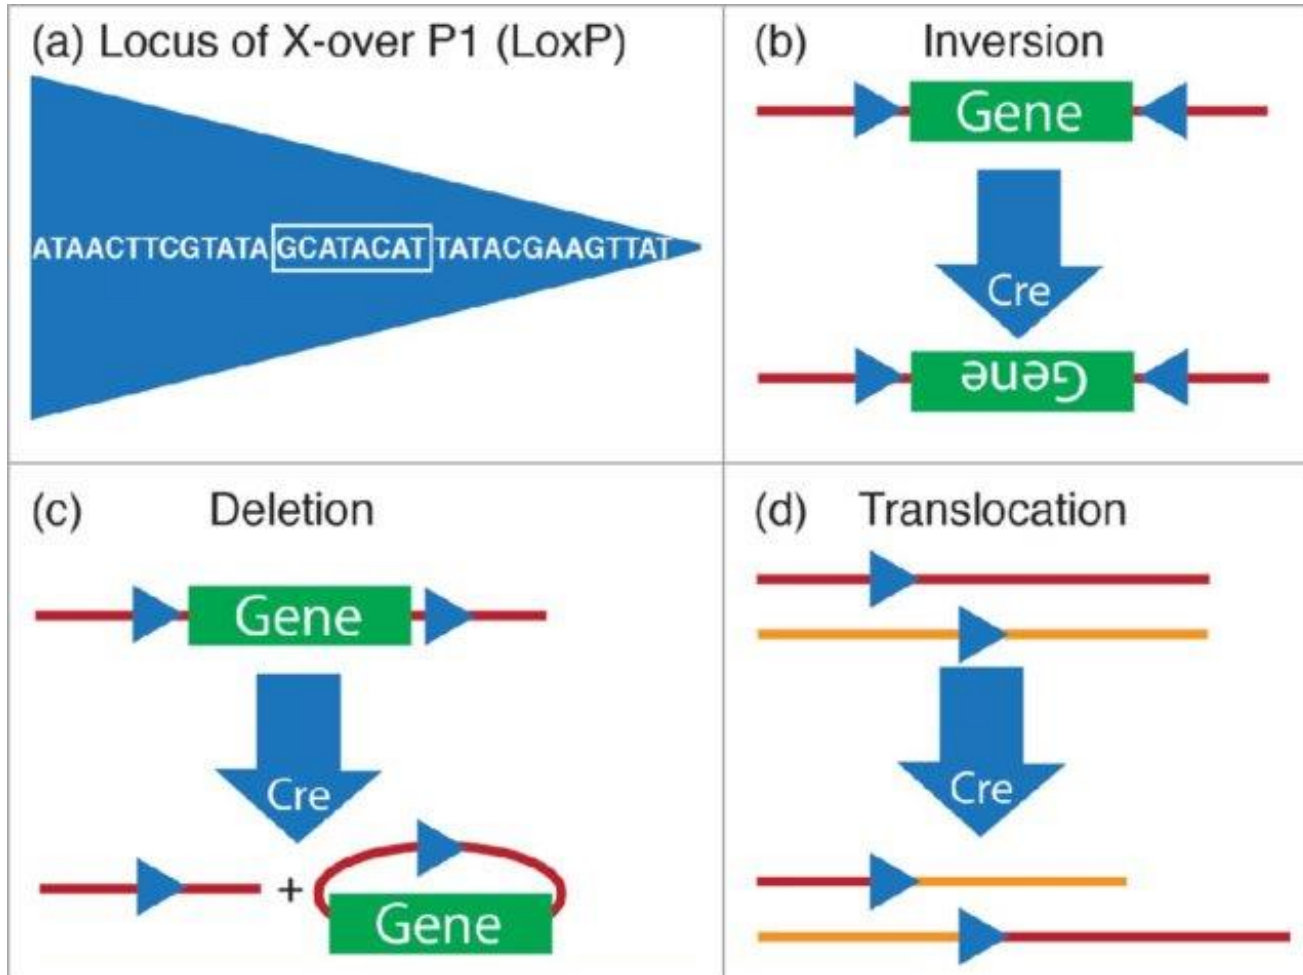 (a) Locus of X-over P1 (LoxP)
ATAACTTCGTATA GCATACAT TATACGAAGTTAT
(b) Inversion
Gene
Cre
Gene
(c) Deletion
Gene
Cre
+
Gene
(d) Translocation
Cre